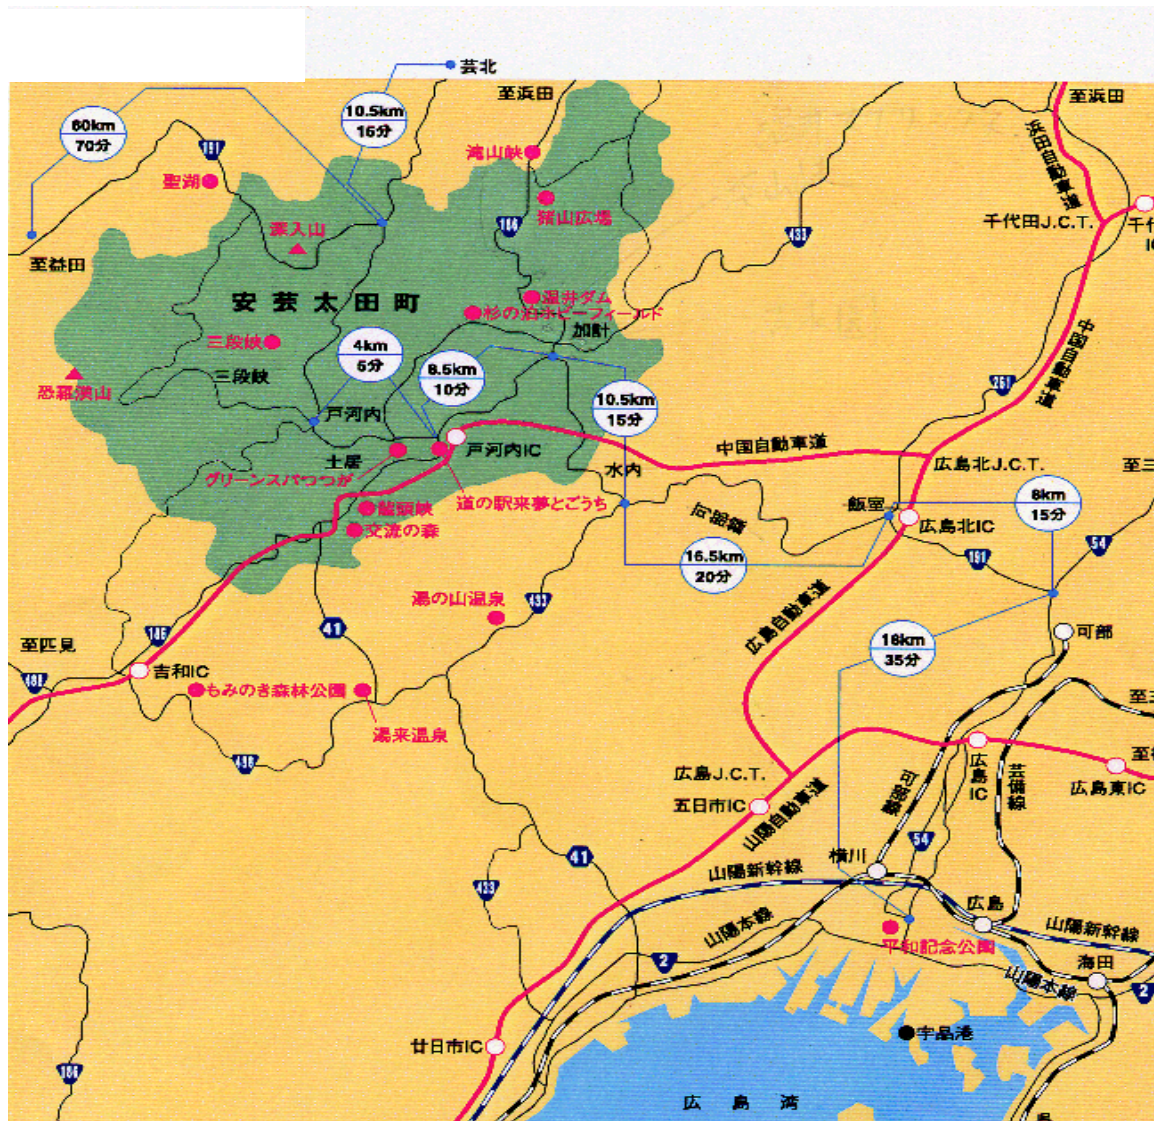 芸北
至浜田
至浜田
60km
70分
10.5km
15分
191
滝山峡
聖湖
浜田自動車道
猪山広場
186
深入山
433
千代田J.C.T.
至益田
安芸太田町
温井ダム
杉の泊ホビーフィールド
加計
中国自動車道
三段峡
4km
5分
8.5km
10分
三段峡
恐羅漢山
261
10.5km
15分
戸河内
戸河内IC
中国自動車道
土居
水内
広島北J.C.T.
至三
グリーンスパつつが
道の駅来夢とごうち
龍頭峡
可部線
飯室
8km
15分
交流の森
広島北IC
54
16.5km
20分
191
湯の山温泉
433
広島自動車道
41
186
可部
至匹見
18km
35分
吉和IC
488
もみのき森林公園
湯来温泉
488
広島J.C.T.
広島IC
芸備線
広島東IC
五日市IC
山陽自動車道
可部線
54
横川
41
山陽新幹線
433
広島
山陽本線
平和記念公園
山陽新幹線
2
海田
山陽本線
2
宇品港
廿日市IC
186
広島湾